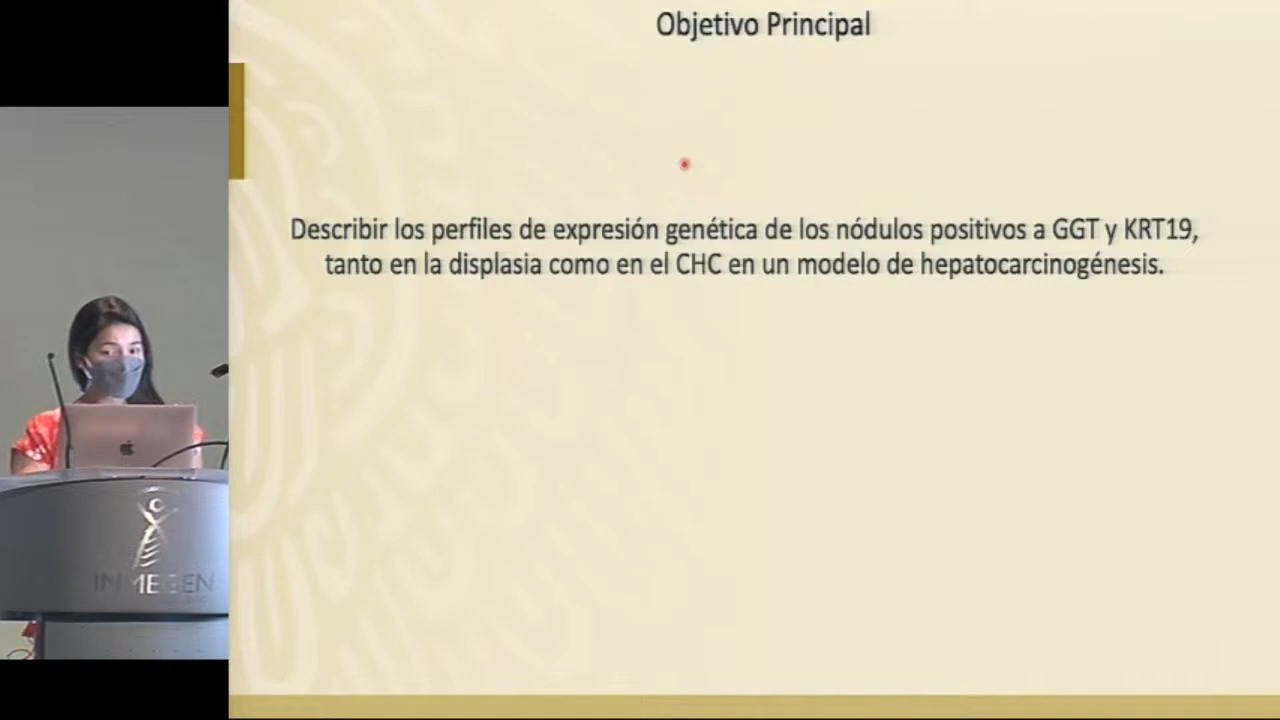 Objetivo Principal
Describir los perfiles de expresión genética de los nódulos positivos a GGT y KRT19,
tanto en la displasia como en el CHC en un modelo de hepatocarcinogénesis.
INMEGEN